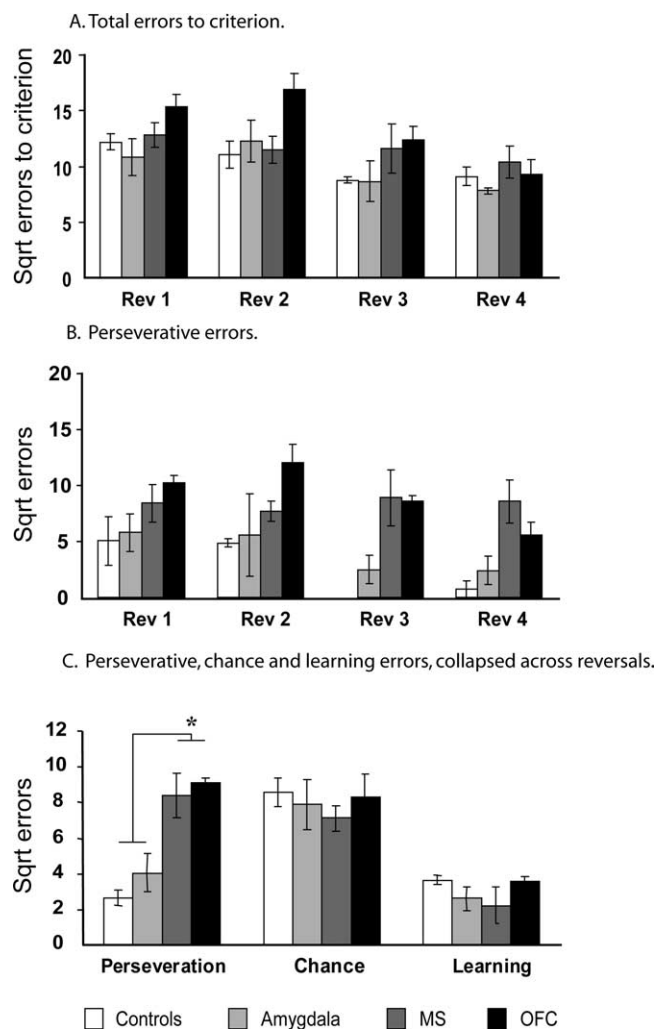 A. Total errors to criterion.
Sqrt errors to criterion
20
15
10
5
0
Rev 1 Rev 2 Rev 3 Rev 4
B. Perseverative errors.
Sqrt errors
20
15
10
5
0
Rev 1 Rev 2 Rev 3 Rev 4
C. Perseverative, chance and learning errors, collapsed across reversals.
Sqrt errors
12
10
8
6
4
2
0
*
Perseveration Chance Learning
Controls Amygdala MS OFC